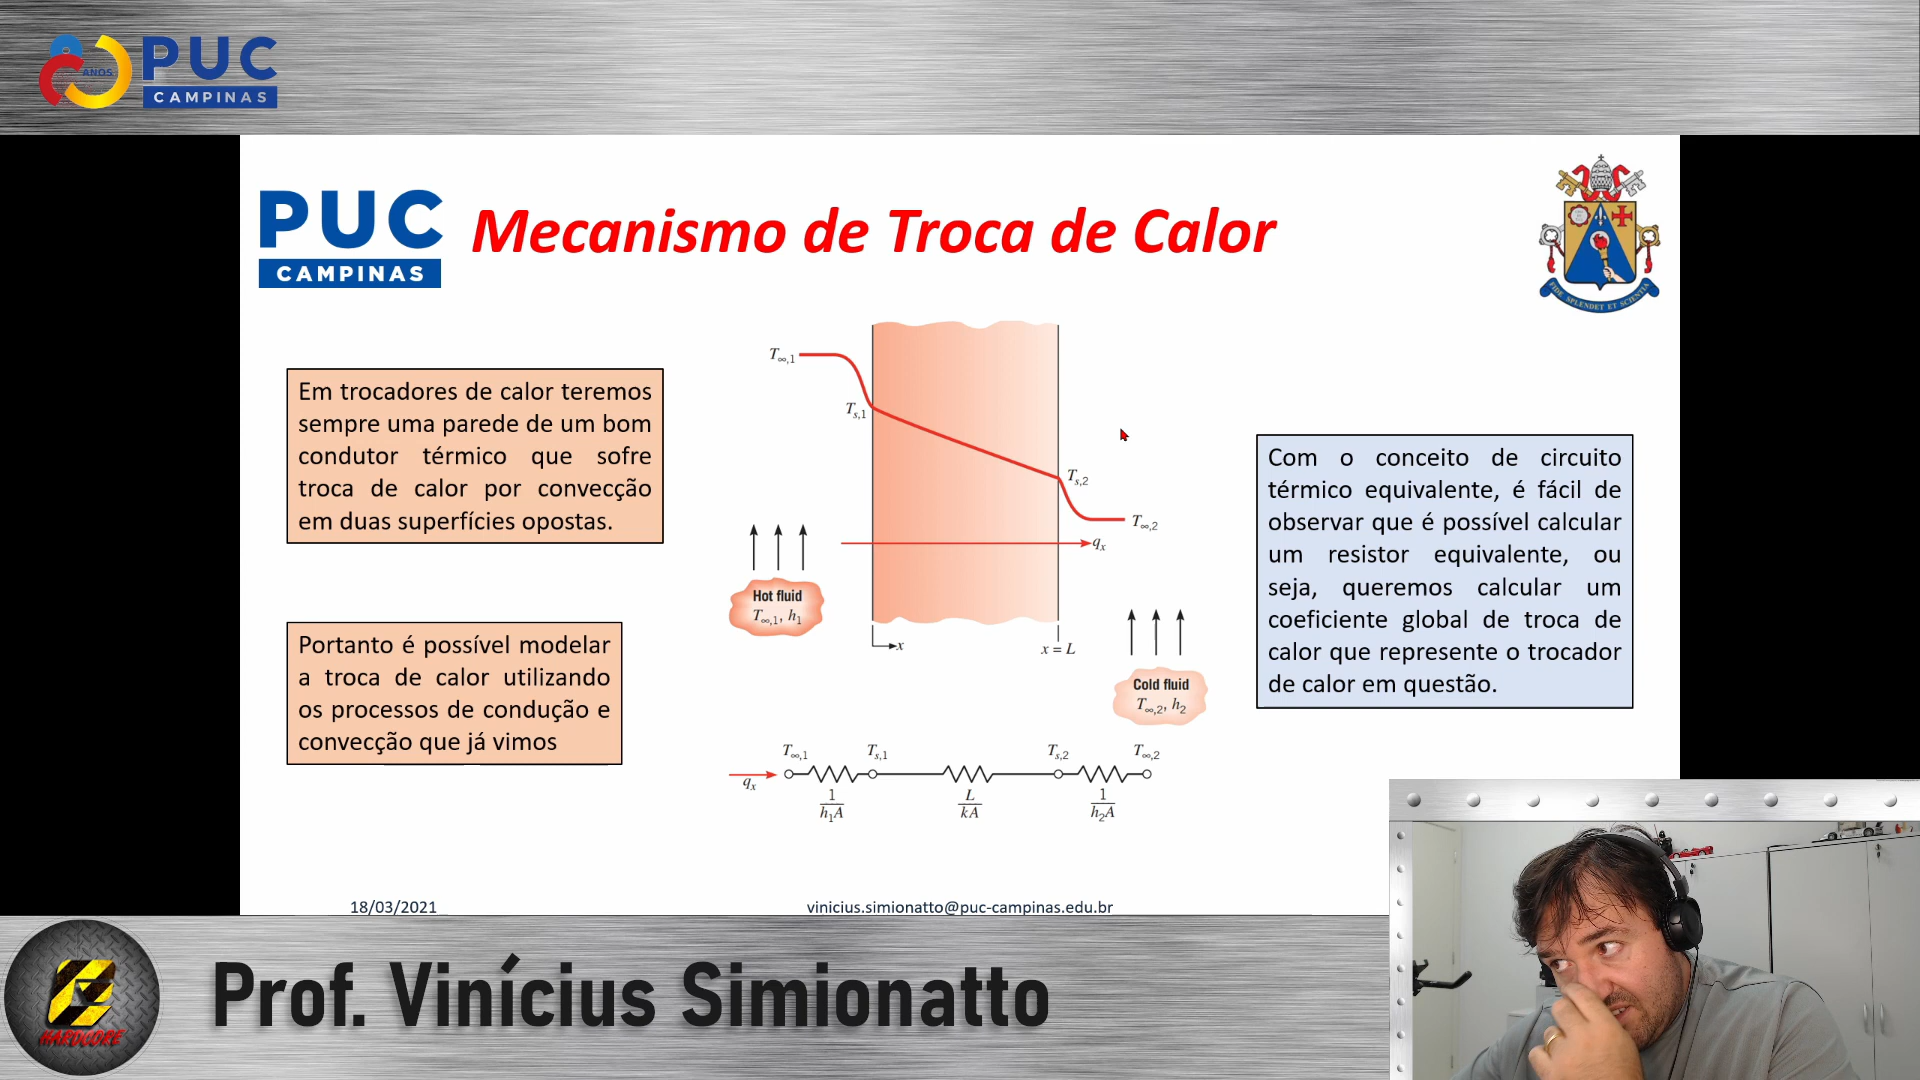 ANOS
PUC
CAMPINAS
PUC
CAMPINAS
Mecanismo de Troca de Calor
FIDE SPLENDET ET SCIENTIA
Em trocadores de calor teremos
sempre uma parede de um bom
condutor térmico que sofre
troca de calor por convecção
em duas superfícies opostas.
Portanto é possível modelar
a troca de calor utilizando
os processos de condução e
convecção que já vimos
T∞,1
Ts,1
Ts,2
T∞,2
qx
Hot fluid
T∞,1, h1
x
x = L
Cold fluid
T∞,2, h2
T∞,1 Ts,1 Ts,2 T∞,2
qx
1/h1A L/kA 1/h2A
Com o conceito de circuito
térmico equivalente, é fácil de
observar que é possível calcular
um resistor equivalente, ou
seja, queremos calcular um
coeficiente global de troca de
calor que represente o trocador
de calor em questão.
18/03/2021
vinicius.simionatto@puc-campinas.edu.br
HARDCORE
Prof. Vinícius Simionatto